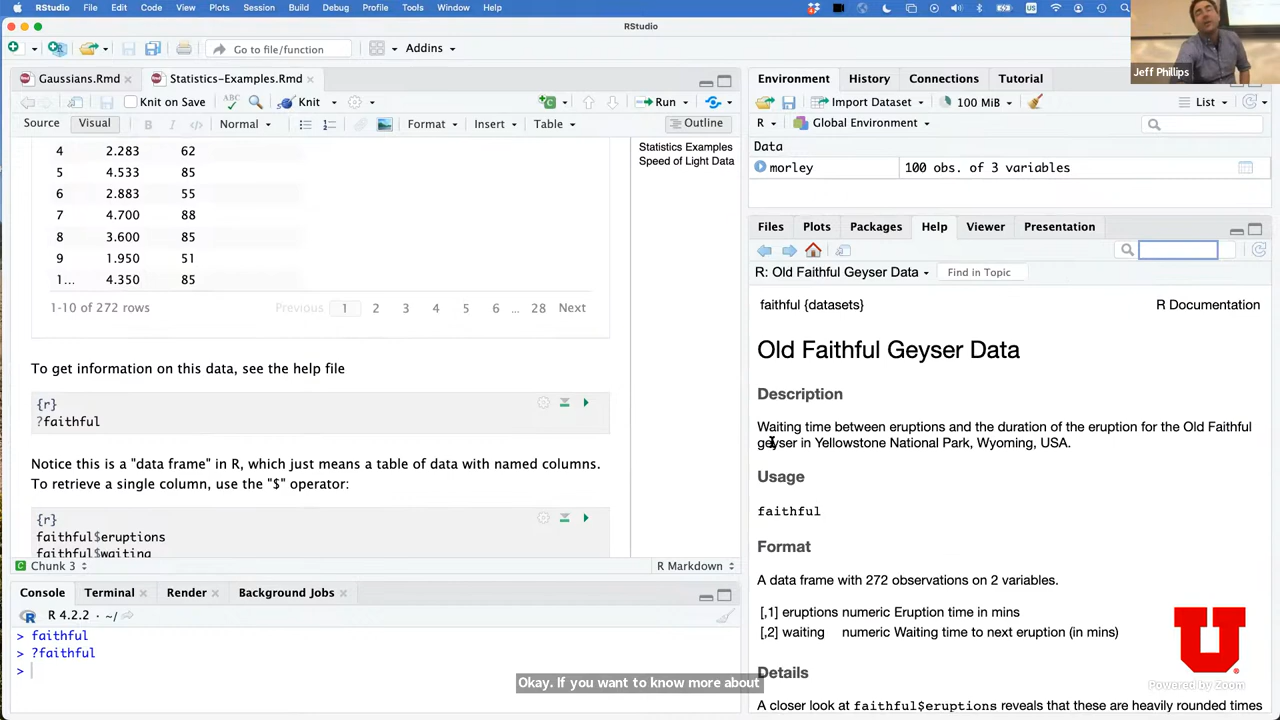 RStudio File Edit Code View Plots Session Build Debug Profile Tools Window Help
RStudio
Go to file/function Addins
Gaussians.Rmd Statistics-Examples.Rmd
Knit on Save ABC Knit Run
Source Visual B I </> Normal Format Insert Table Outline
4 2.283 62
5 4.533 85
6 2.883 55
7 4.700 88
8 3.600 85
9 1.950 51
1... 4.350 85
1-10 of 272 rows Previous 1 2 3 4 5 6 ... 28 Next
To get information on this data, see the help file
{r}
?faithful
Notice this is a "data frame" in R, which just means a table of data with named columns.
To retrieve a single column, use the "$" operator:
{r}
faithful$eruptions
faithful$waiting
Statistics Examples
Speed of Light Data
C Chunk 3 R Markdown
Console Terminal Render Background Jobs
R R 4.2.2 · ~/
> faithful
> ?faithful
>
Environment History Connections Tutorial
Import Dataset 100 MiB List
R Global Environment
Data
morley 100 obs. of 3 variables
Files Plots Packages Help Viewer Presentation
R: Old Faithful Geyser Data Find in Topic
faithful {datasets} R Documentation
Old Faithful Geyser Data
Description
Waiting time between eruptions and the duration of the eruption for the Old Faithful
geyser in Yellowstone National Park, Wyoming, USA.
Usage
faithful
Format
A data frame with 272 observations on 2 variables.
[,1] eruptions numeric Eruption time in mins
[,2] waiting numeric Waiting time to next eruption (in mins)
Details
A closer look at faithful$eruptions reveals that these are heavily rounded times
Jeff Phillips
U
Powered by Zoom
Okay. If you want to know more about